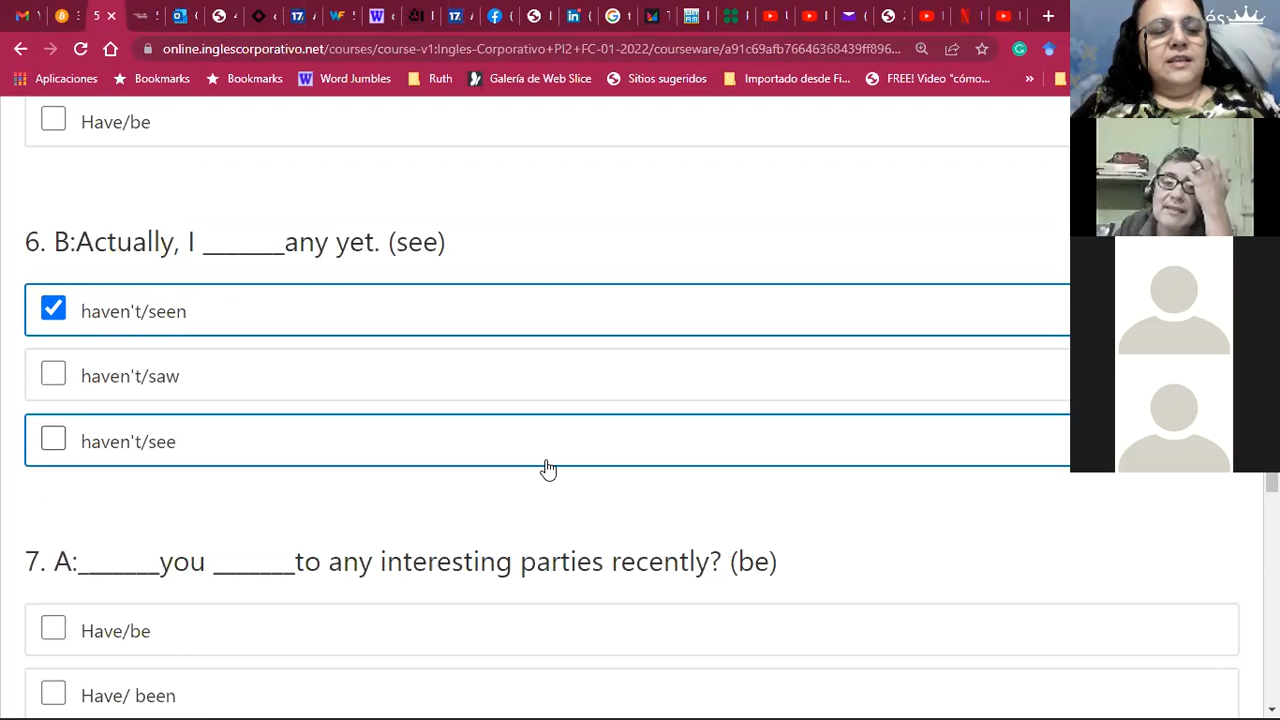 5
17
W
17
online.inglescorporativo.net/courses/course-v1:Ingles-Corporativo+PI2+FC-01-2022/courseware/a91c69afb76646368439ff896...
Aplicaciones Bookmarks Bookmarks Word Jumbles Ruth Galería de Web Slice Sitios sugeridos Importado desde Fi... FREE! Video "cómo... »
Have/be
6. B:Actually, I _______any yet. (see)
haven't/seen
haven't/saw
haven't/see
7. A:_______you _______to any interesting parties recently? (be)
Have/be
Have/ been